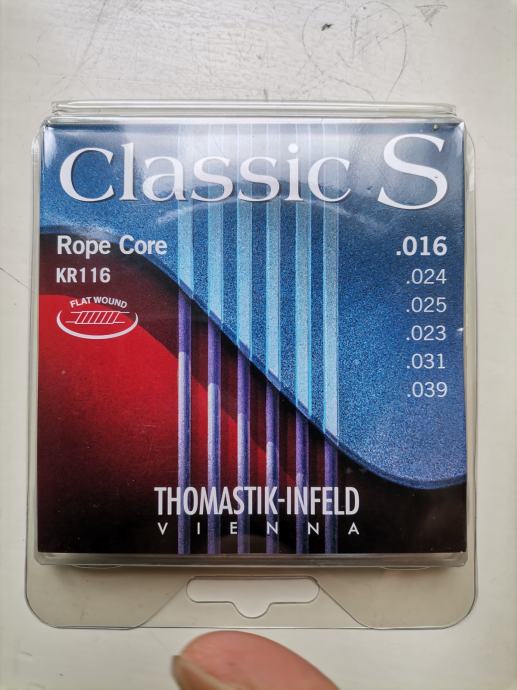 Classic S
Rope Core
KR116
FLAT WOUND
.016
.024
.025
.023
.031
.039
THOMASTIK-INFELD
VIENNA